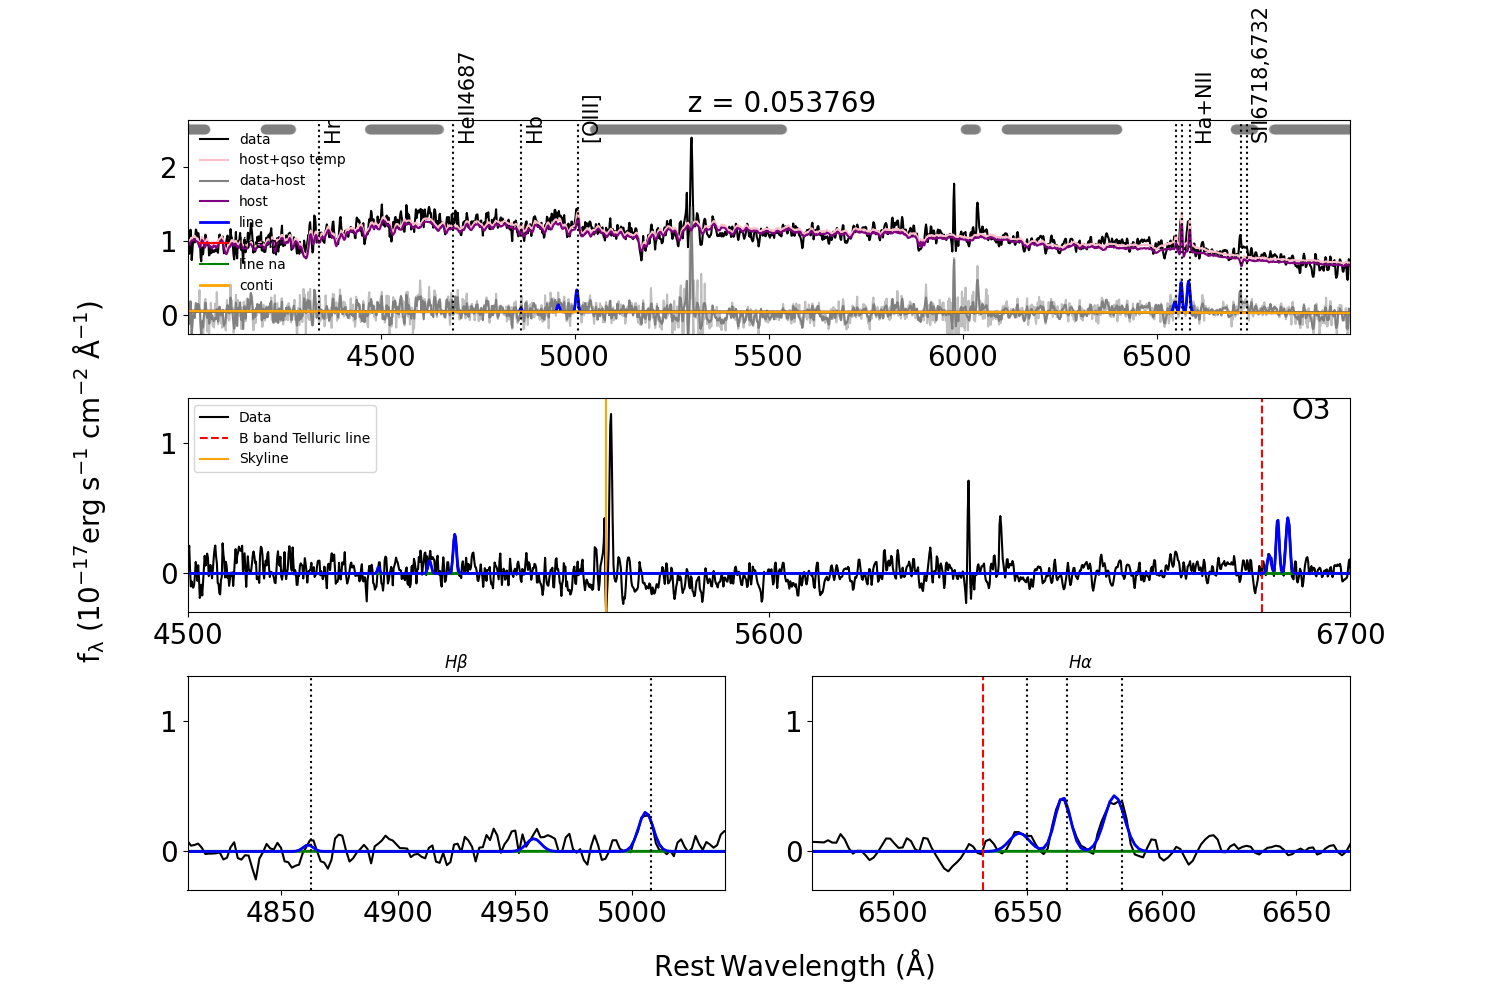 z = 0.053769
Hr
HeII4687
Hb
[OIII]
Ha+NII
SII6718,6732
data
host+qso temp
data-host
host
line
line na
conti
2
1
0
4500 5000 5500 6000 6500
fλ (10⁻¹⁷erg s⁻¹ cm⁻² Å⁻¹)
O3
Data
B band Telluric line
Skyline
1
0
4500 5600 6700
Hβ
1
0
4850 4900 4950 5000
Hα
1
0
6500 6550 6600 6650
Rest Wavelength (Å)